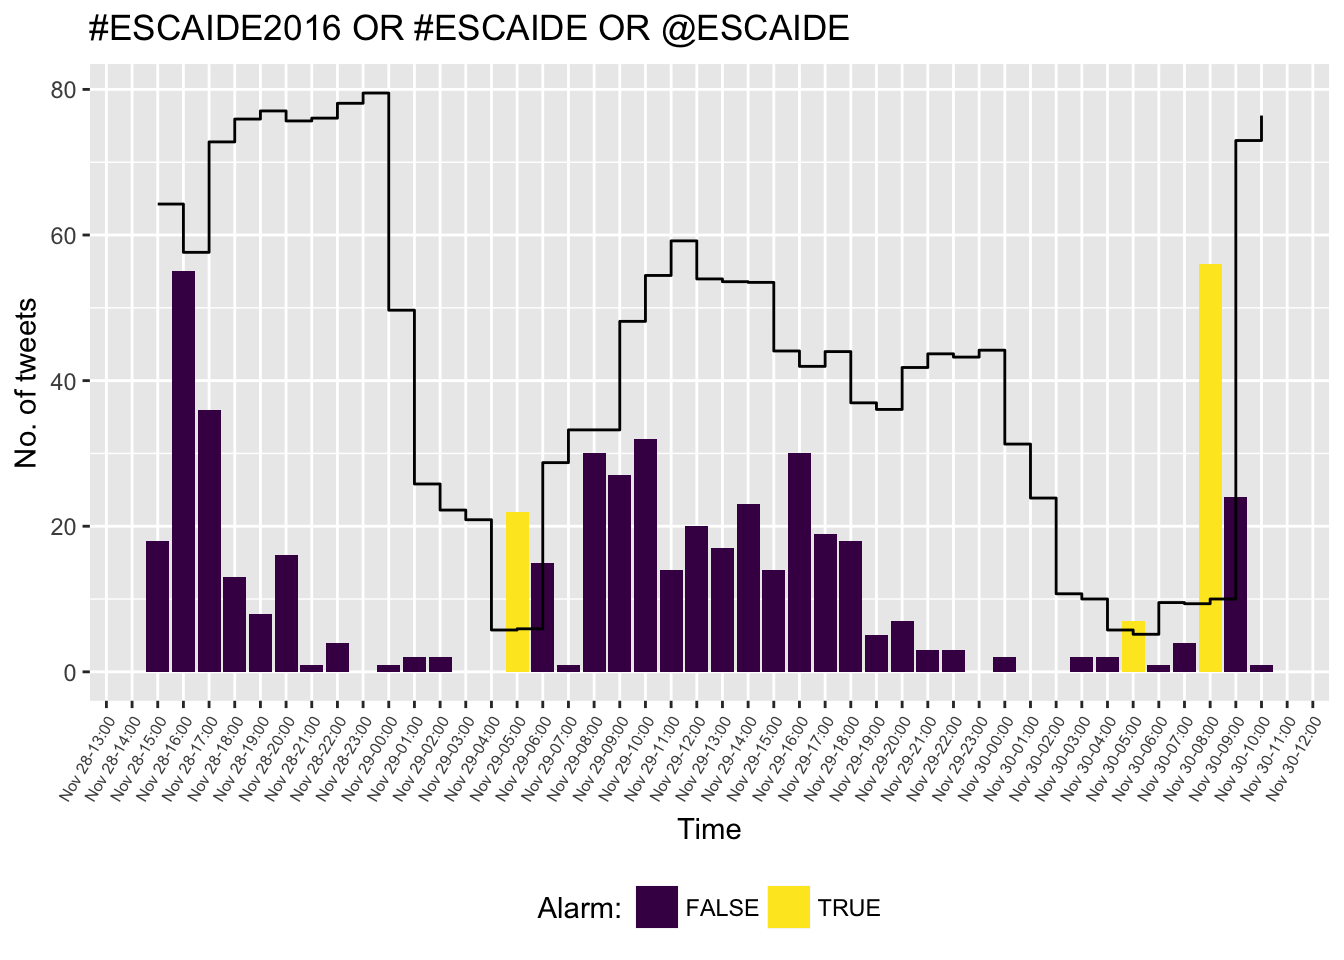 #ESCAIDE2016 OR #ESCAIDE OR @ESCAIDE
80
60
40
20
0
No. of tweets
Nov 28-13:00
Nov 28-14:00
Nov 28-15:00
Nov 28-16:00
Nov 28-17:00
Nov 28-18:00
Nov 28-19:00
Nov 28-20:00
Nov 28-21:00
Nov 28-22:00
Nov 28-23:00
Nov 29-00:00
Nov 29-01:00
Nov 29-02:00
Nov 29-03:00
Nov 29-04:00
Nov 29-05:00
Nov 29-06:00
Nov 29-07:00
Nov 29-08:00
Nov 29-09:00
Nov 29-10:00
Nov 29-11:00
Nov 29-12:00
Nov 29-13:00
Nov 29-14:00
Nov 29-15:00
Nov 29-16:00
Nov 29-17:00
Nov 29-18:00
Nov 29-19:00
Nov 29-20:00
Nov 29-21:00
Nov 29-22:00
Nov 29-23:00
Nov 30-00:00
Nov 30-01:00
Nov 30-02:00
Nov 30-03:00
Nov 30-04:00
Nov 30-05:00
Nov 30-06:00
Nov 30-07:00
Nov 30-08:00
Nov 30-09:00
Nov 30-10:00
Nov 30-11:00
Nov 30-12:00
Time
Alarm: FALSE TRUE